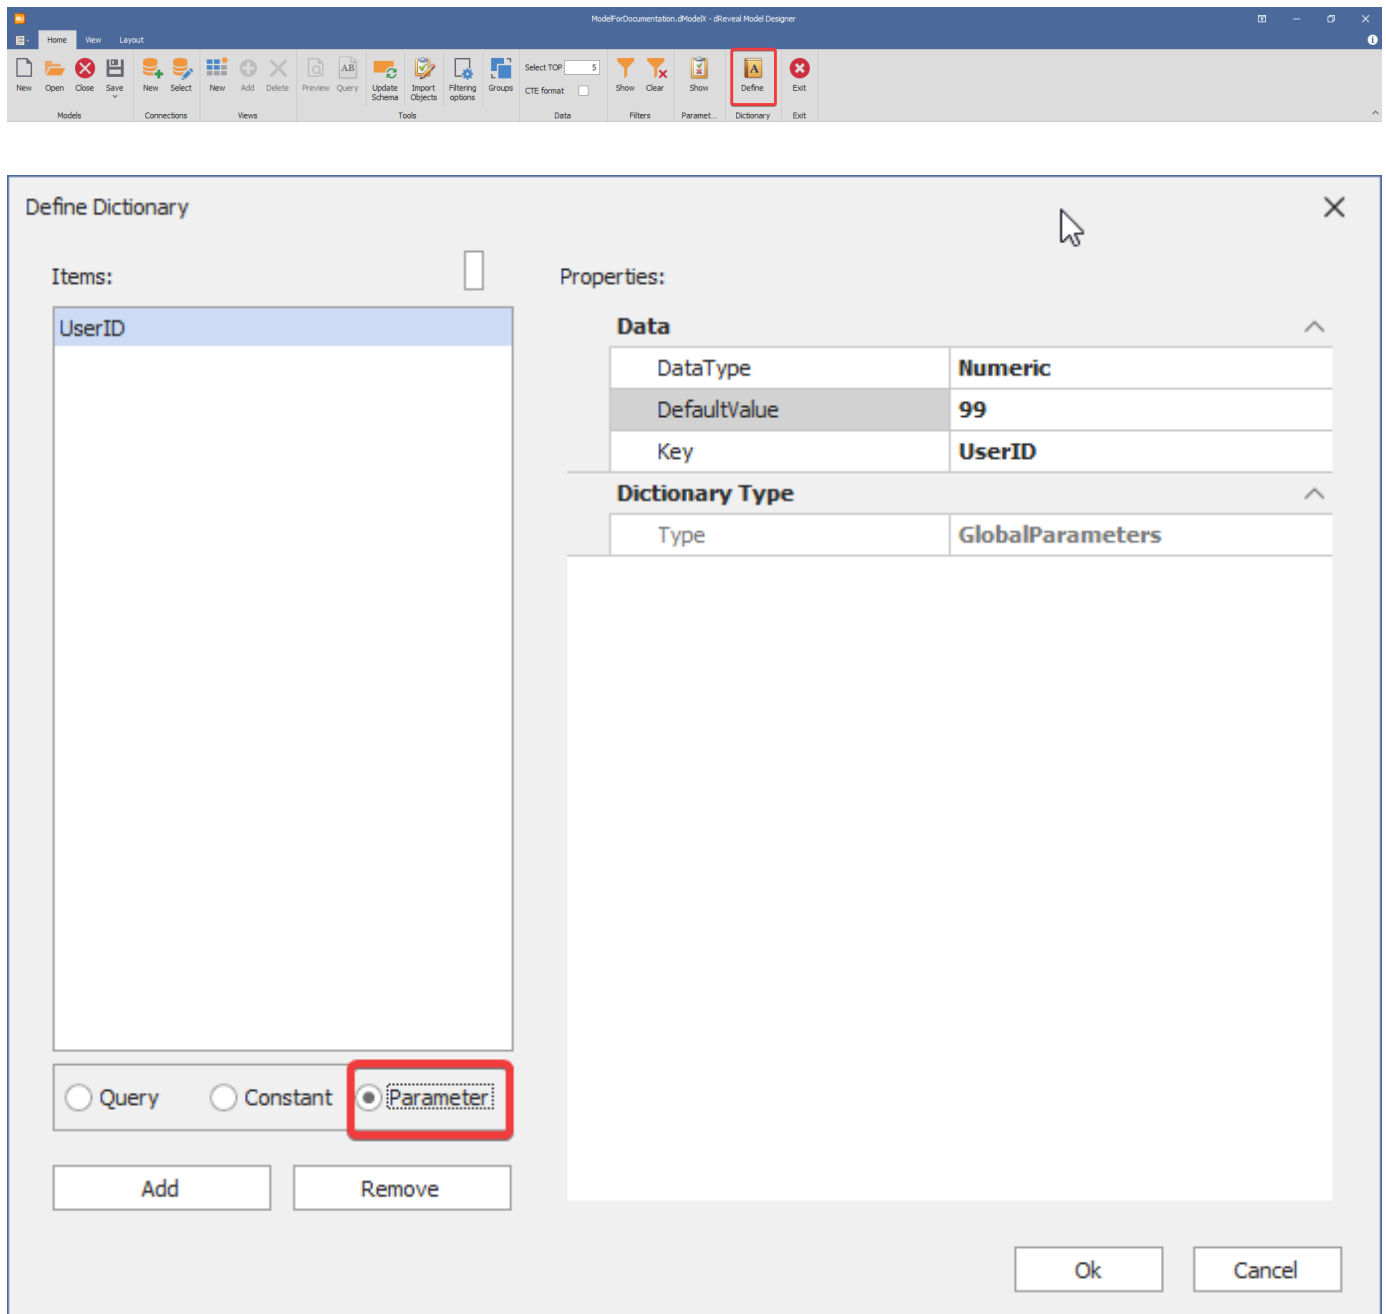 ModelForDocumentation.dModelX - dReveal Model Designer
Home View Layout
New Open Close Save New Select New Add Delete Preview Query Update Schema Import Objects Filtering options Groups Select TOP 5 CTE format Show Clear Show Define Exit
Models Connections Views Tools Data Filters Paramet... Dictionary Exit
Define Dictionary
Items:
Properties:
UserID
Data
DataType Numeric
DefaultValue 99
Key UserID
Dictionary Type
Type GlobalParameters
Query Constant Parameter
Add Remove
Ok Cancel